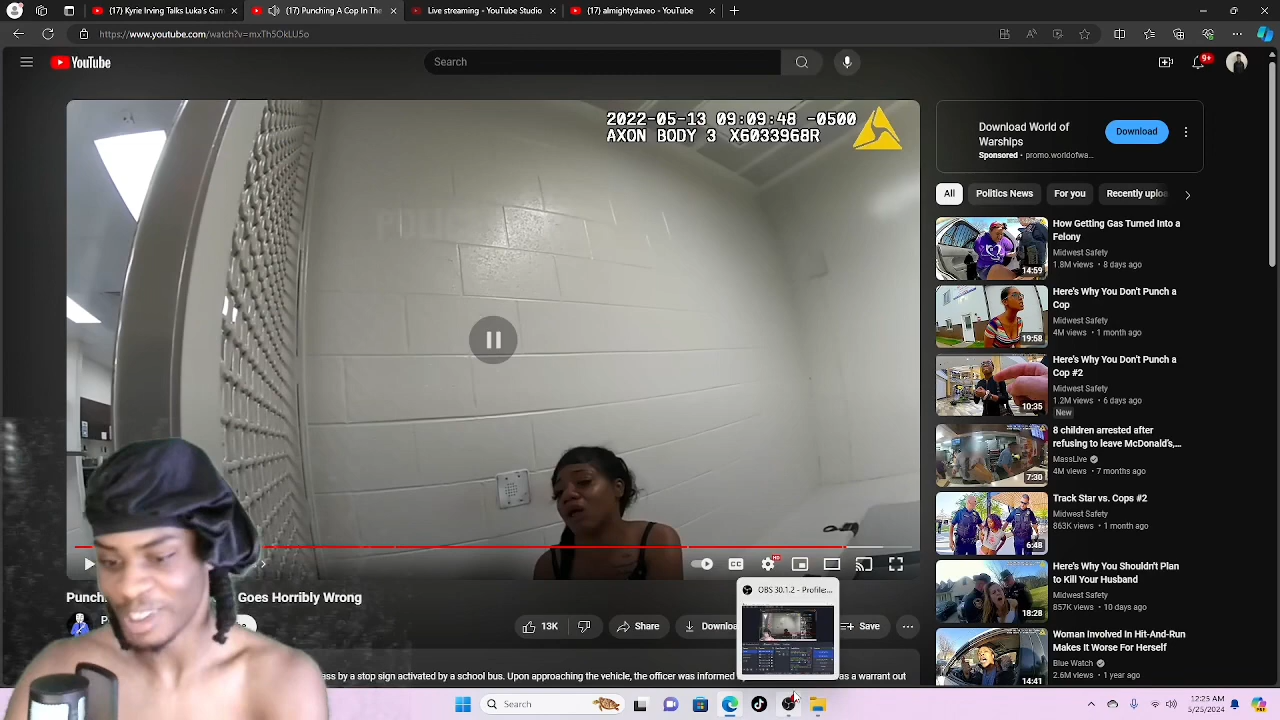 (17) Kyrie Irving Talks Luka's Gam
Punching A Cop In The
Live streaming - YouTube Studio
(17) almightydaveo - YouTube
https://www.youtube.com/watch?v=mxTh5OkLU5o
YouTube
Search
9+
2022-05-13 09:09:48 -0500
AXON BODY 3 X6033968R
Download World of
Warships
Sponsored • promo.worldofwa...
Download
All
Politics News
For you
Recently uploa
How Getting Gas Turned Into a
Felony
Midwest Safety
1.8M views • 8 days ago
14:59
Here's Why You Don't Punch a
Cop
Midwest Safety
4M views • 1 month ago
19:58
Here's Why You Don't Punch a
Cop #2
Midwest Safety
1.2M views • 6 days ago
New
10:35
8 children arrested after
refusing to leave McDonald's,...
MassLive
4M views • 7 months ago
7:30
Track Star vs. Cops #2
Midwest Safety
863K views • 1 month ago
6:48
Here's Why You Shouldn't Plan
to Kill Your Husband
Midwest Safety
857K views • 10 days ago
18:28
Woman Involved In Hit-And-Run
Makes It Worse For Herself
Blue Watch
2.6M views • 1 year ago
14:41
CC
HD
OBS 30.1.2 - Profile:...
Goes Horribly Wrong
13K
Share
Downloa
Save
by a stop sign activated by a school bus. Upon approaching the vehicle, the officer was informed
as a warrant out
Search
12:25 AM
5/25/2024